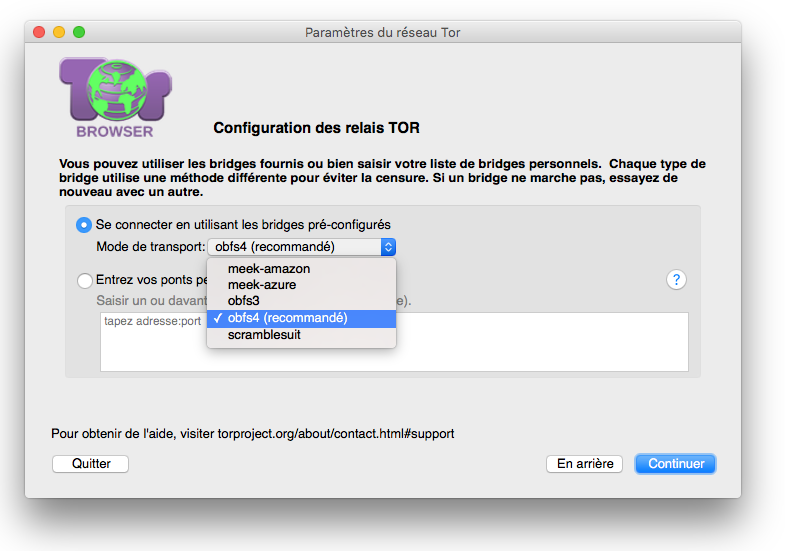 Paramètres du réseau Tor
Tor
BROWSER
Configuration des relais TOR
Vous pouvez utiliser les bridges fournis ou bien saisir votre liste de bridges personnels. Chaque type de
bridge utilise une méthode différente pour éviter la censure. Si un bridge ne marche pas, essayez de
nouveau avec un autre.
Se connecter en utilisant les bridges pré-configurés
Mode de transport: obfs4 (recommandé)
meek-amazon
meek-azure
obfs3
✓ obfs4 (recommandé)
scramblesuit
Entrez vos ponts pe
?
Saisir un ou davant e).
tapez adresse:port
Pour obtenir de l'aide, visiter torproject.org/about/contact.html#support
Quitter
En arrière
Continuer